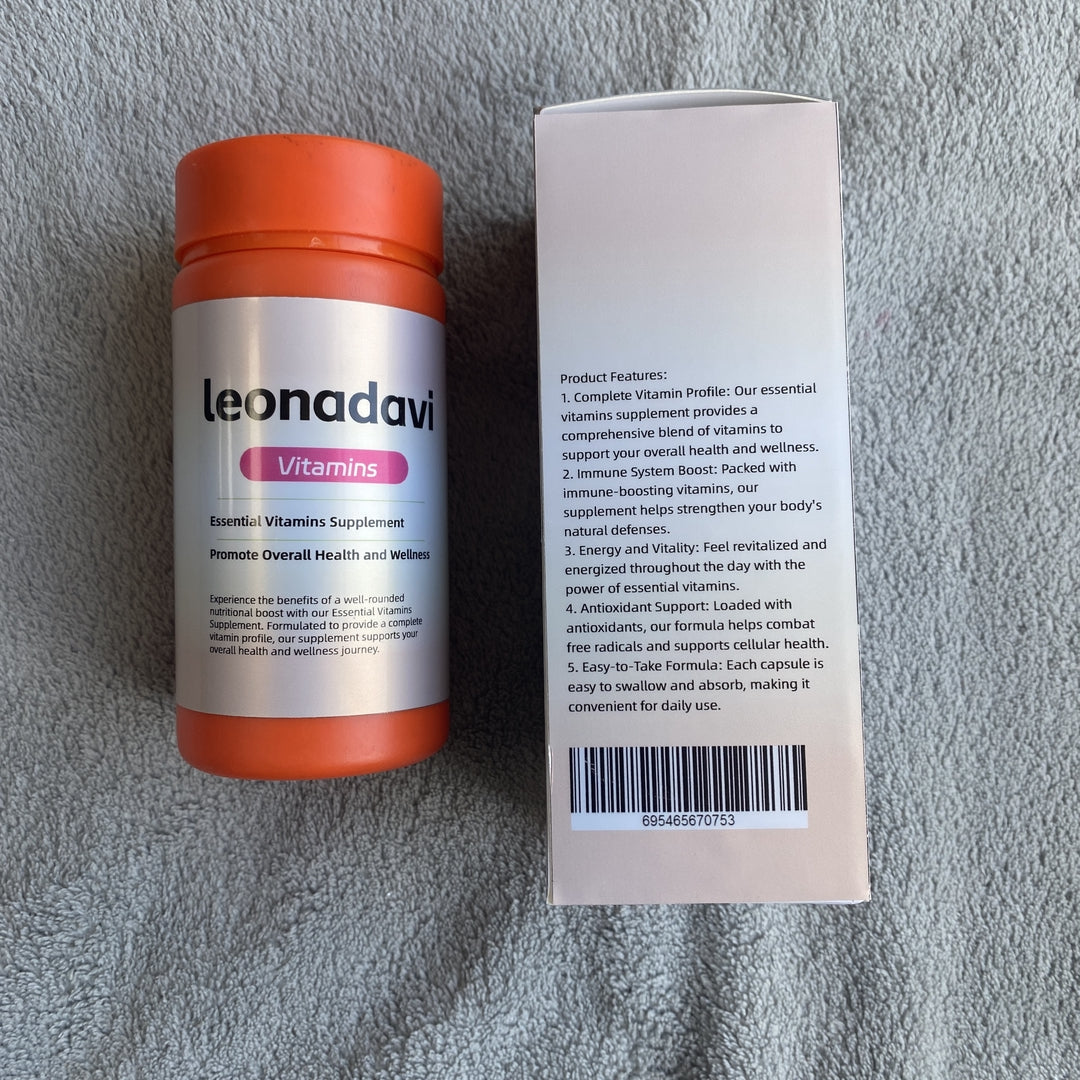 leonadavi
Vitamins
Essential Vitamins Supplement
Promote Overall Health and Wellness
Experience the benefits of a well-rounded
nutritional boost with our Essential Vitamins
Supplement. Formulated to provide a complete
vitamin profile, our supplement supports your
overall health and wellness journey.
Product Features:
1. Complete Vitamin Profile: Our essential
vitamins supplement provides a
comprehensive blend of vitamins to
support your overall health and wellness.
2. Immune System Boost: Packed with
immune-boosting vitamins, our
supplement helps strengthen your body's
natural defenses.
3. Energy and Vitality: Feel revitalized and
energized throughout the day with the
power of essential vitamins.
4. Antioxidant Support: Loaded with
antioxidants, our formula helps combat
free radicals and supports cellular health.
5. Easy-to-Take Formula: Each capsule is
easy to swallow and absorb, making it
convenient for daily use.
695465670753